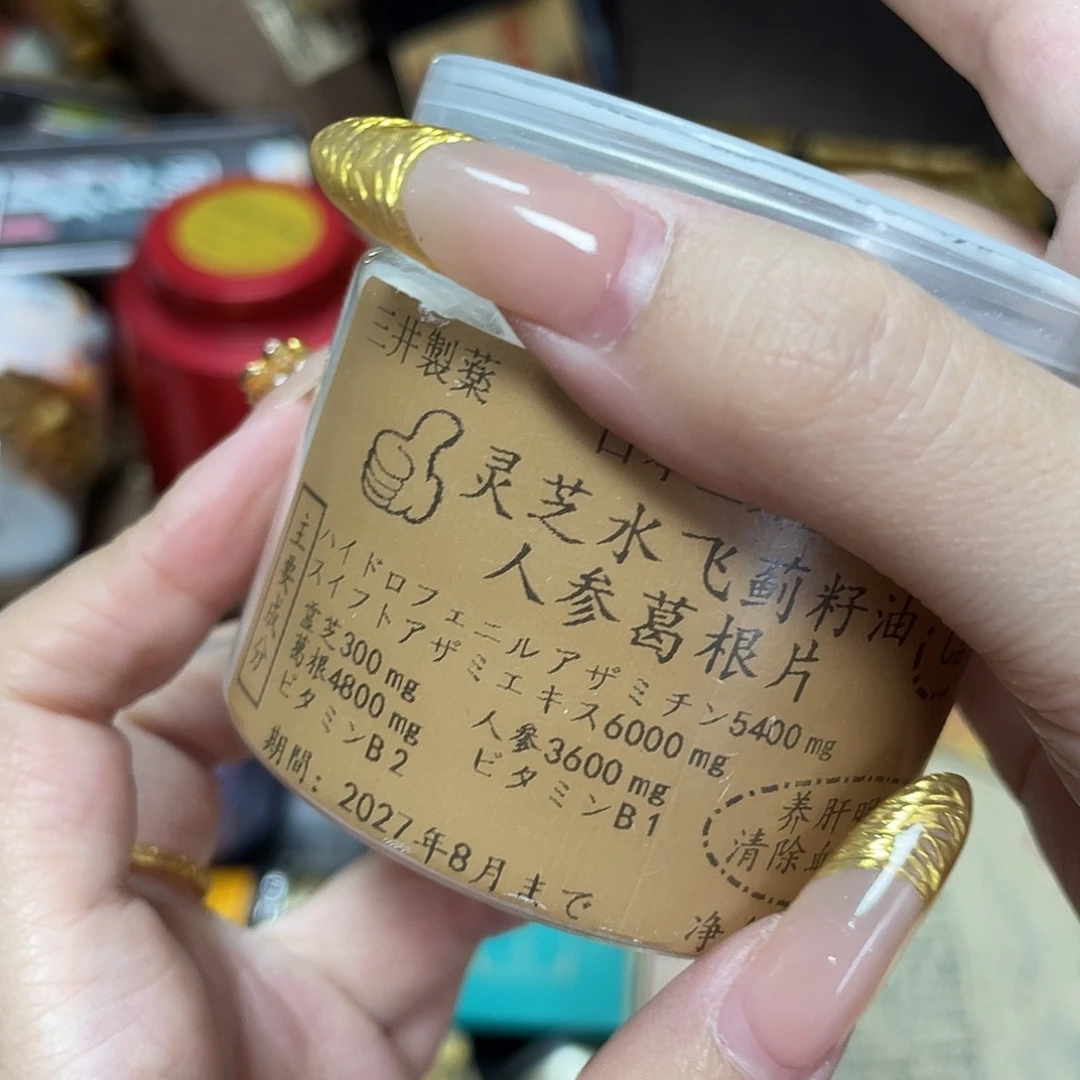 三井製薬
日本
灵芝水飞蓟籽油
人参葛根片
主要成分
ハイドロフェニルアザミチン5400mg
スイフトアザミエキス6000mg
霊芝300mg 人参3600mg
葛根4800mg ビタミンB1
ビタミンB2
期間：2027年8月まで
养肝
清除
净